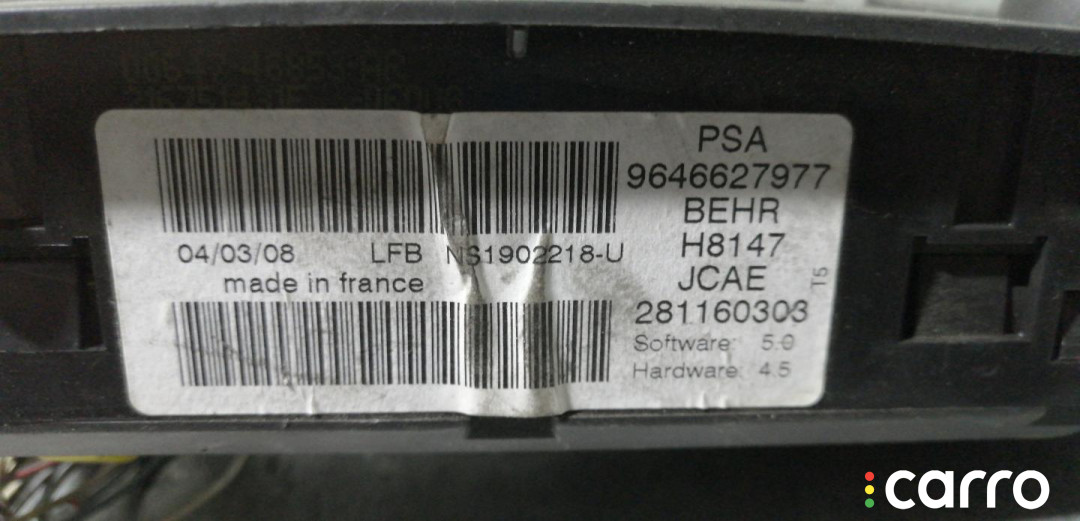 PSA
9646627977
BEHR
04/03/08 LFB NS1902218-U H8147
made in france JCAE
T5
281160303
Software: 5.0
Hardware: 4.5
carro